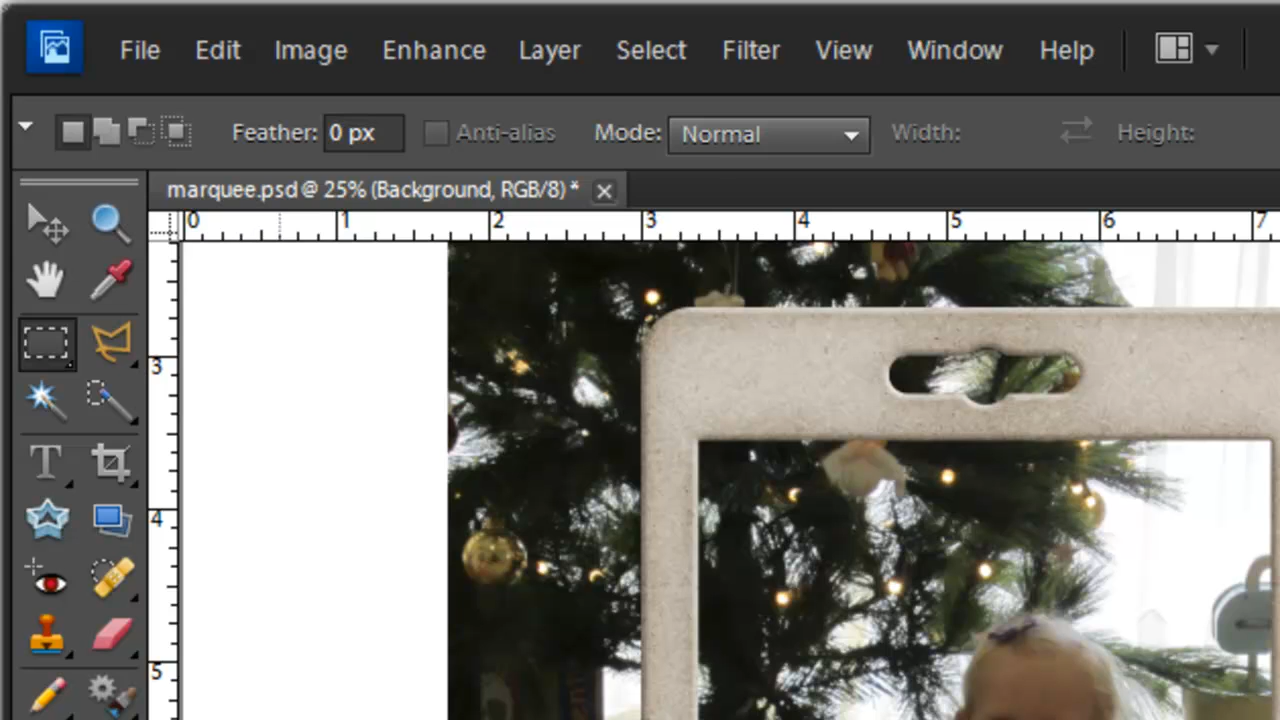 File Edit Image Enhance Layer Select Filter View Window Help
Feather: 0 px Anti-alias Mode: Normal Width: Height:
marquee.psd @ 25% (Background, RGB/8) *
0 1 2 3 4 5 6 7
3
T
4
5